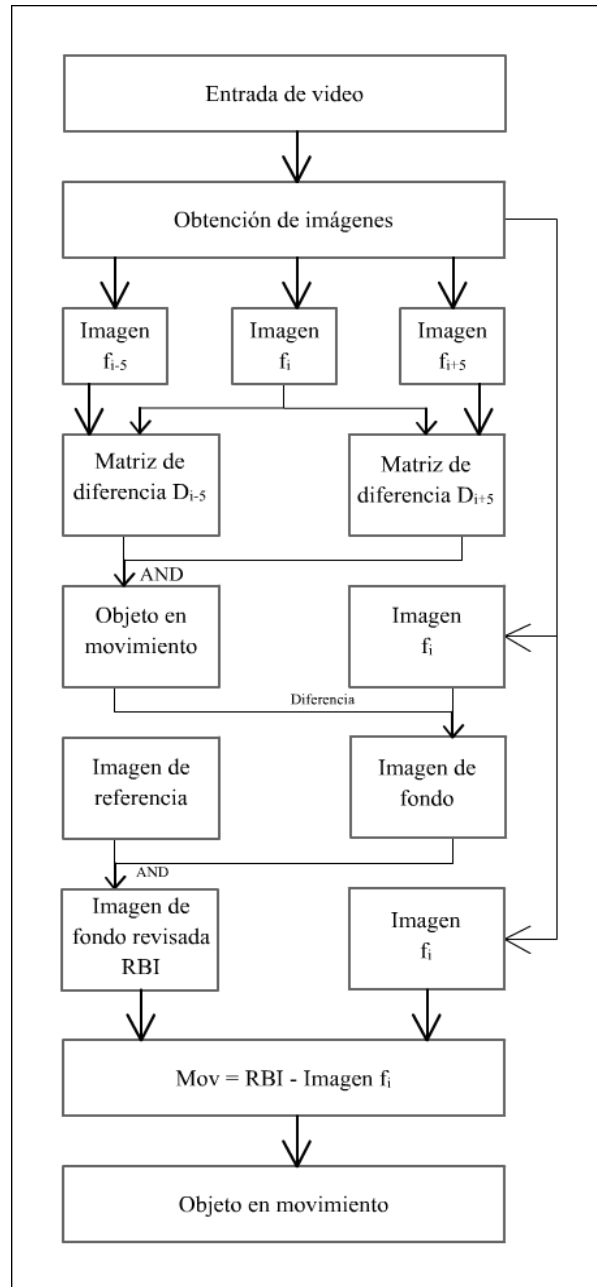 Entrada de video
Obtención de imágenes
Imagen
fᵢ₋₅
Imagen
fᵢ
Imagen
fᵢ₊₅
Matriz de
diferencia Dᵢ₋₅
Matriz de
diferencia Dᵢ₊₅
AND
Objeto en
movimiento
Imagen
fᵢ
Diferencia
Imagen de
referencia
Imagen de
fondo
AND
Imagen de
fondo revisada
RBI
Imagen
fᵢ
Mov = RBI - Imagen fᵢ
Objeto en movimiento